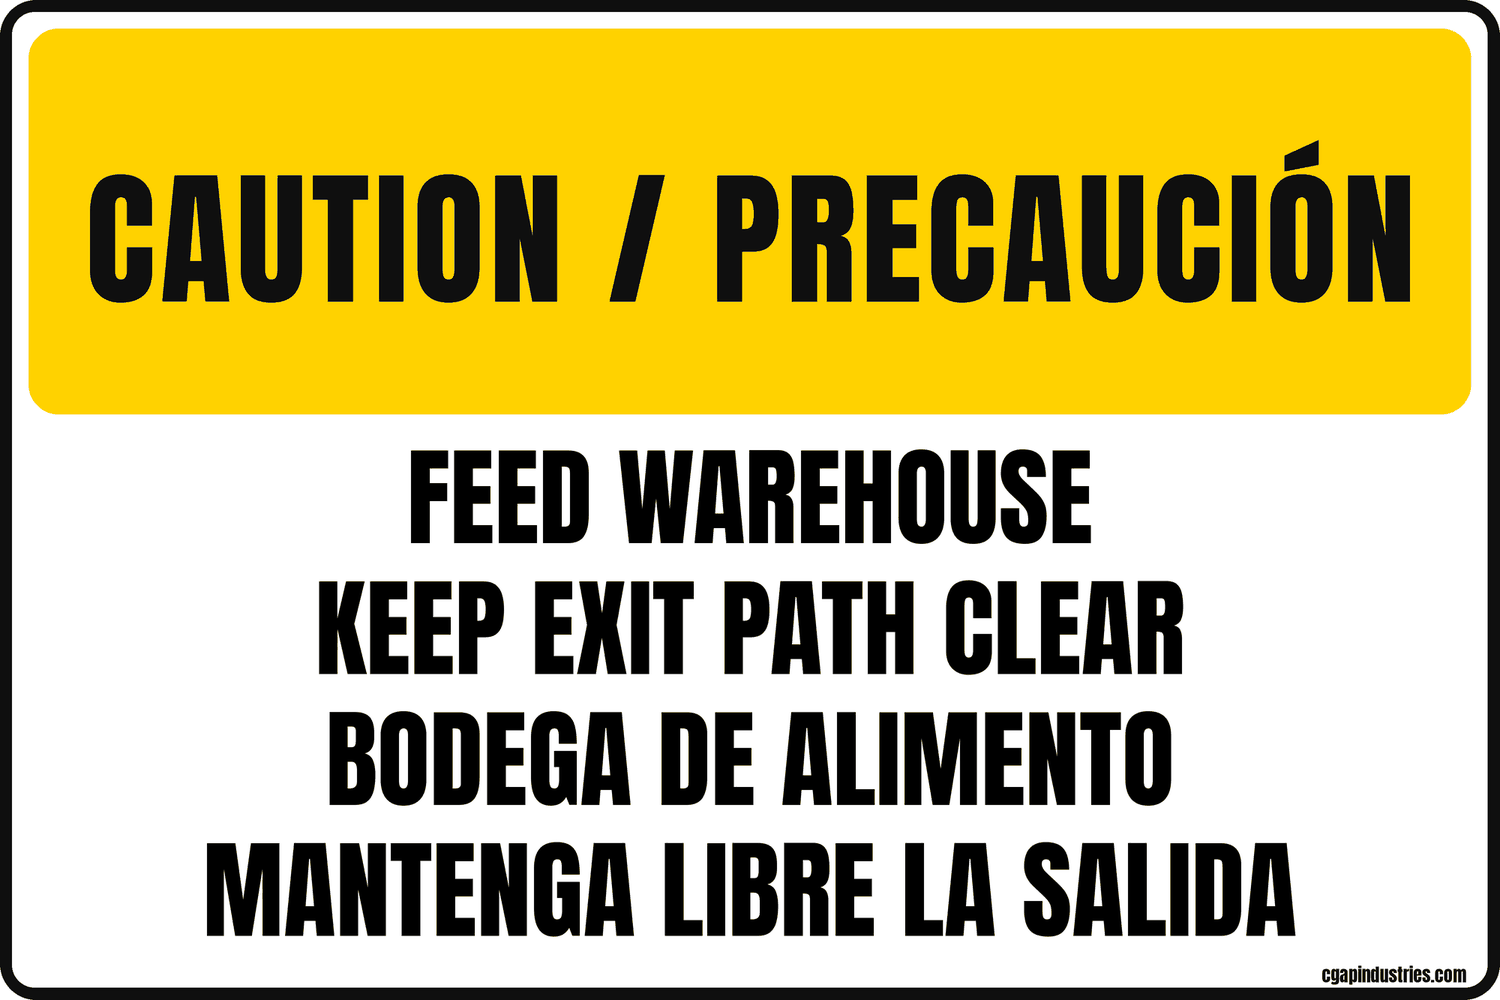 CAUTION / PRECAUCIÓN
FEED WAREHOUSE
KEEP EXIT PATH CLEAR
BODEGA DE ALIMENTO
MANTENGA LIBRE LA SALIDA
cgapindustries.com